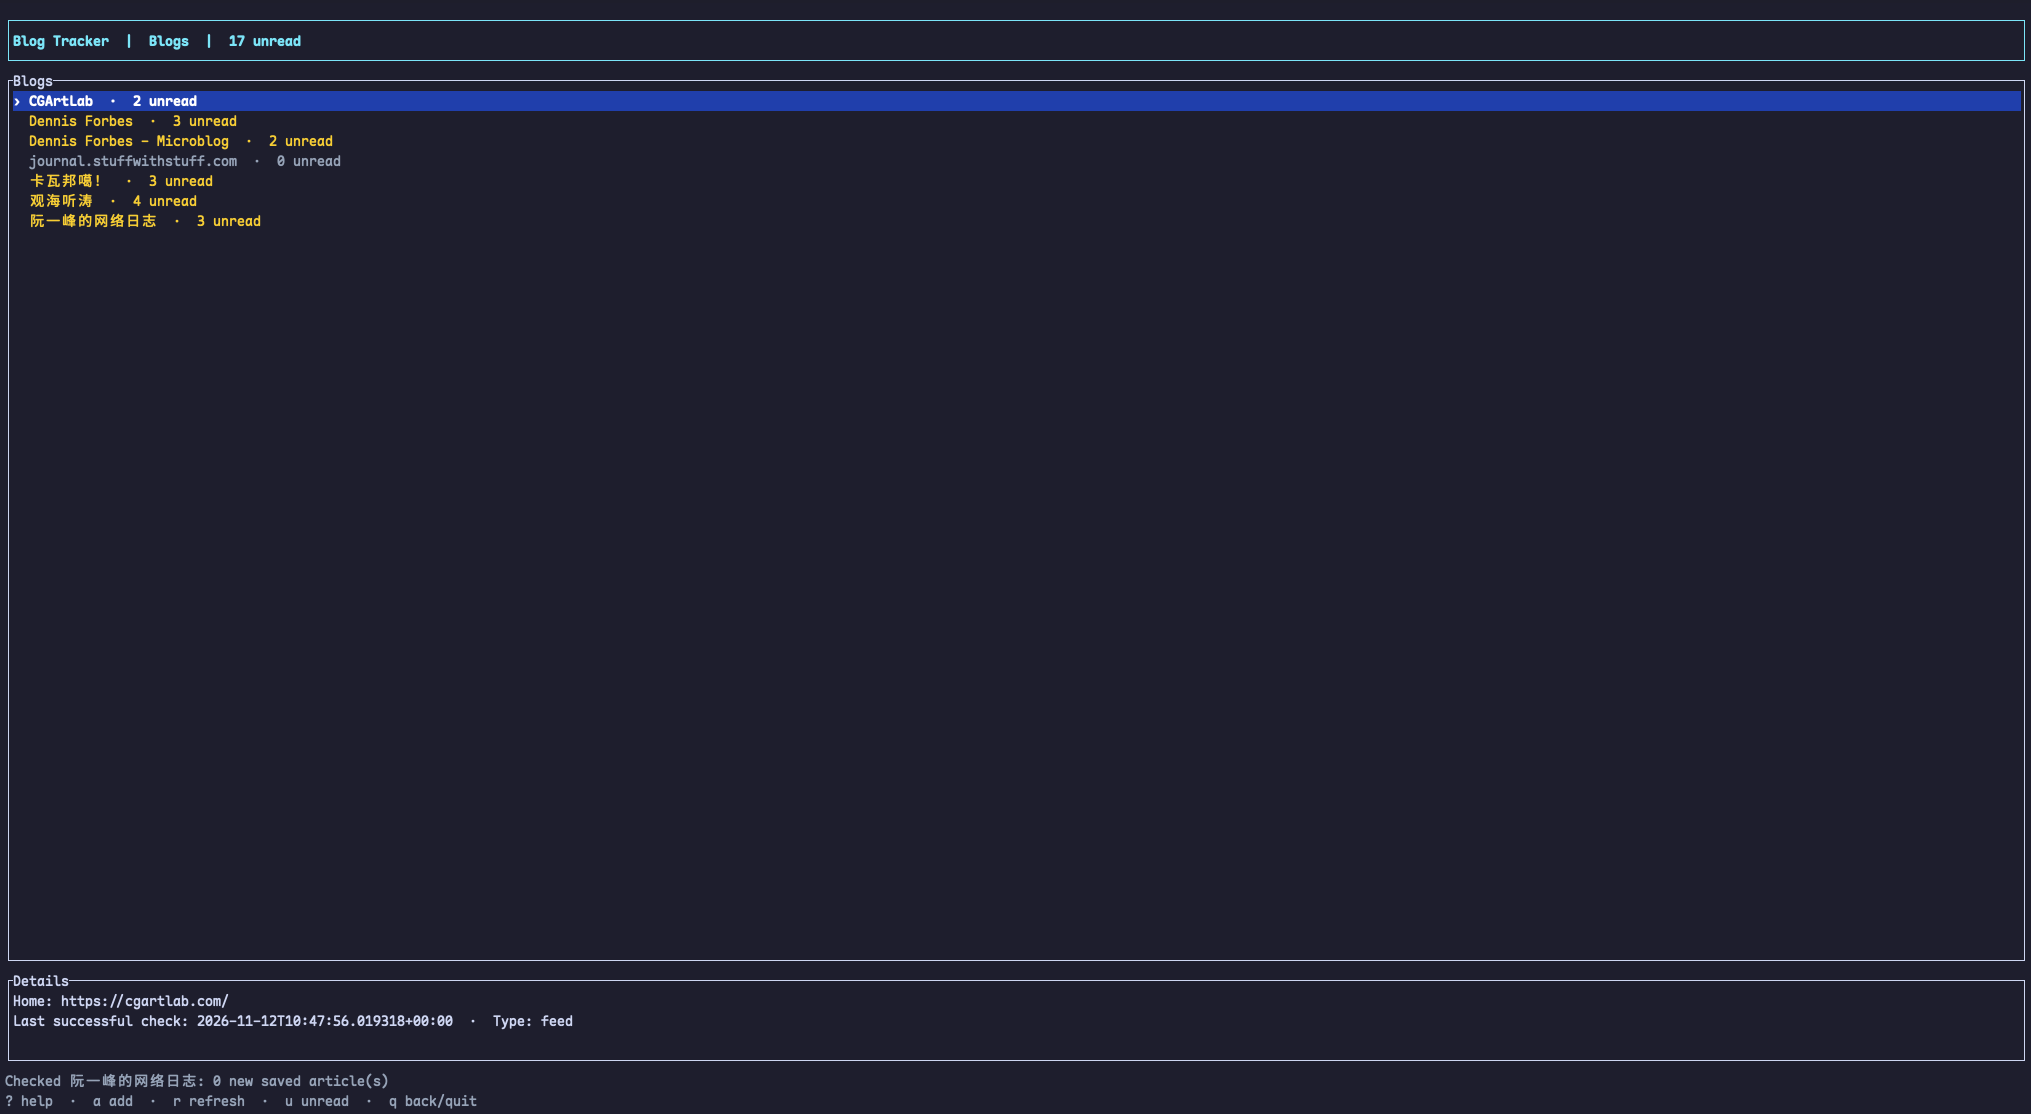 Blog Tracker | Blogs | 17 unread
Blogs
› CGArtLab · 2 unread
Dennis Forbes · 3 unread
Dennis Forbes - Microblog · 2 unread
journal.stuffwithstuff.com · 0 unread
卡瓦邦噶！ · 3 unread
观海听涛 · 4 unread
阮一峰的网络日志 · 3 unread
Details
Home: https://cgartlab.com/
Last successful check: 2026-11-12T10:47:56.019318+00:00 · Type: feed
Checked 阮一峰的网络日志: 0 new saved article(s)
? help · a add · r refresh · u unread · q back/quit